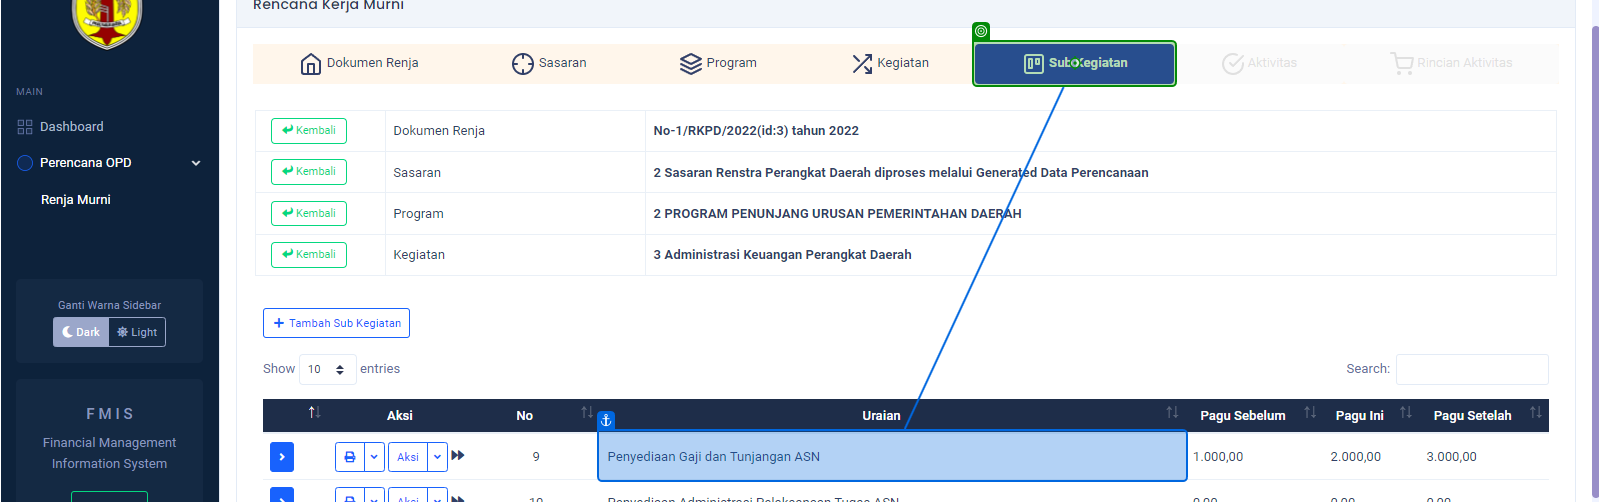 Rencana Kerja Murni
Dokumen Renja
Sasaran
Program
Kegiatan
Sub Kegiatan
Aktivitas
Rincian Aktivitas
MAIN
Dashboard
Perencana OPD
Renja Murni
Ganti Warna Sidebar
Dark Light
FMIS
Financial Management
Information System
Kembali Dokumen Renja No-1/RKPD/2022(id:3) tahun 2022
Kembali Sasaran 2 Sasaran Renstra Perangkat Daerah diproses melalui Generated Data Perencanaan
Kembali Program 2 PROGRAM PENUNJANG URUSAN PEMERINTAHAN DAERAH
Kembali Kegiatan 3 Administrasi Keuangan Perangkat Daerah
+ Tambah Sub Kegiatan
Show 10 entries Search:
Aksi No Uraian Pagu Sebelum Pagu Ini Pagu Setelah
Aksi 9 Penyediaan Gaji dan Tunjangan ASN 1.000,00 2.000,00 3.000,00
Aksi 10 Penyediaan Administrasi Pelaksanaan Tugas ASN 0,00 0,00 0,00